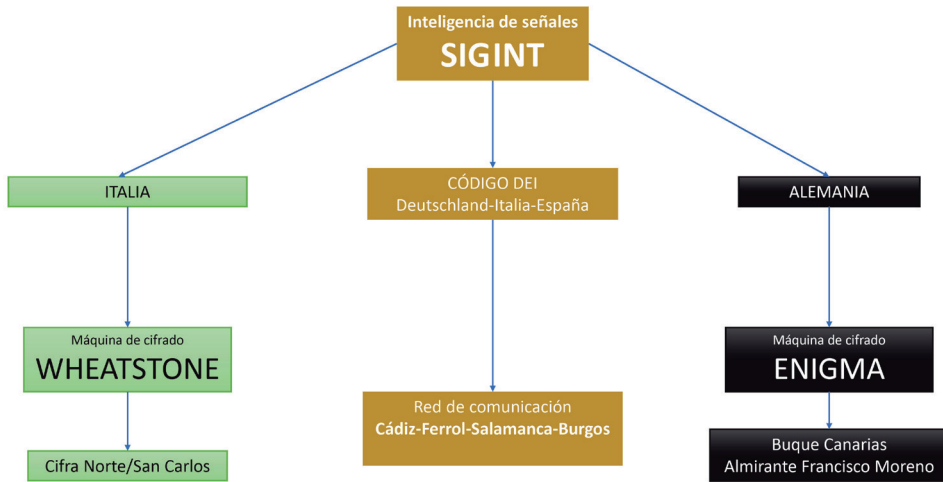 Inteligencia de señales
SIGINT
ITALIA
CÓDIGO DEI
Deutschland-Italia-España
ALEMANIA
Máquina de cifrado
WHEATSTONE
Máquina de cifrado
ENIGMA
Red de comunicación
Cádiz-Ferrol-Salamanca-Burgos
Cifra Norte/San Carlos
Buque Canarias
Almirante Francisco Moreno